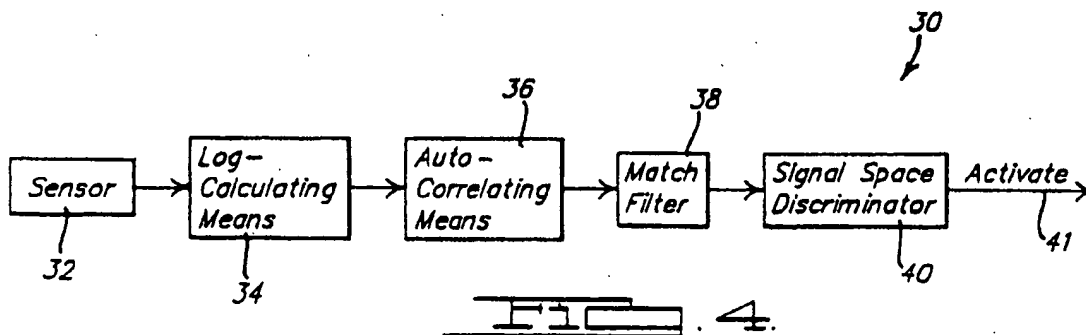 30
36
38
Sensor
Log-
Calculating
Means
Auto-
Correlating
Means
Match
Filter
Signal Space
Discriminator
Activate
32
34
40
41
FIG. 4.